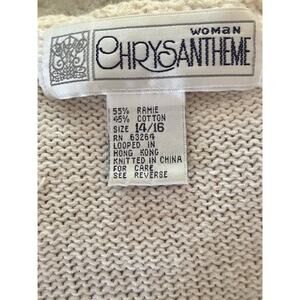 WOMAN
CHRYSANTHEME
55% RAMIE
45% COTTON
SIZE 14/16
RN 63264
LOOPED IN
HONG KONG
KNITTED IN CHINA
FOR CARE
SEE REVERSE